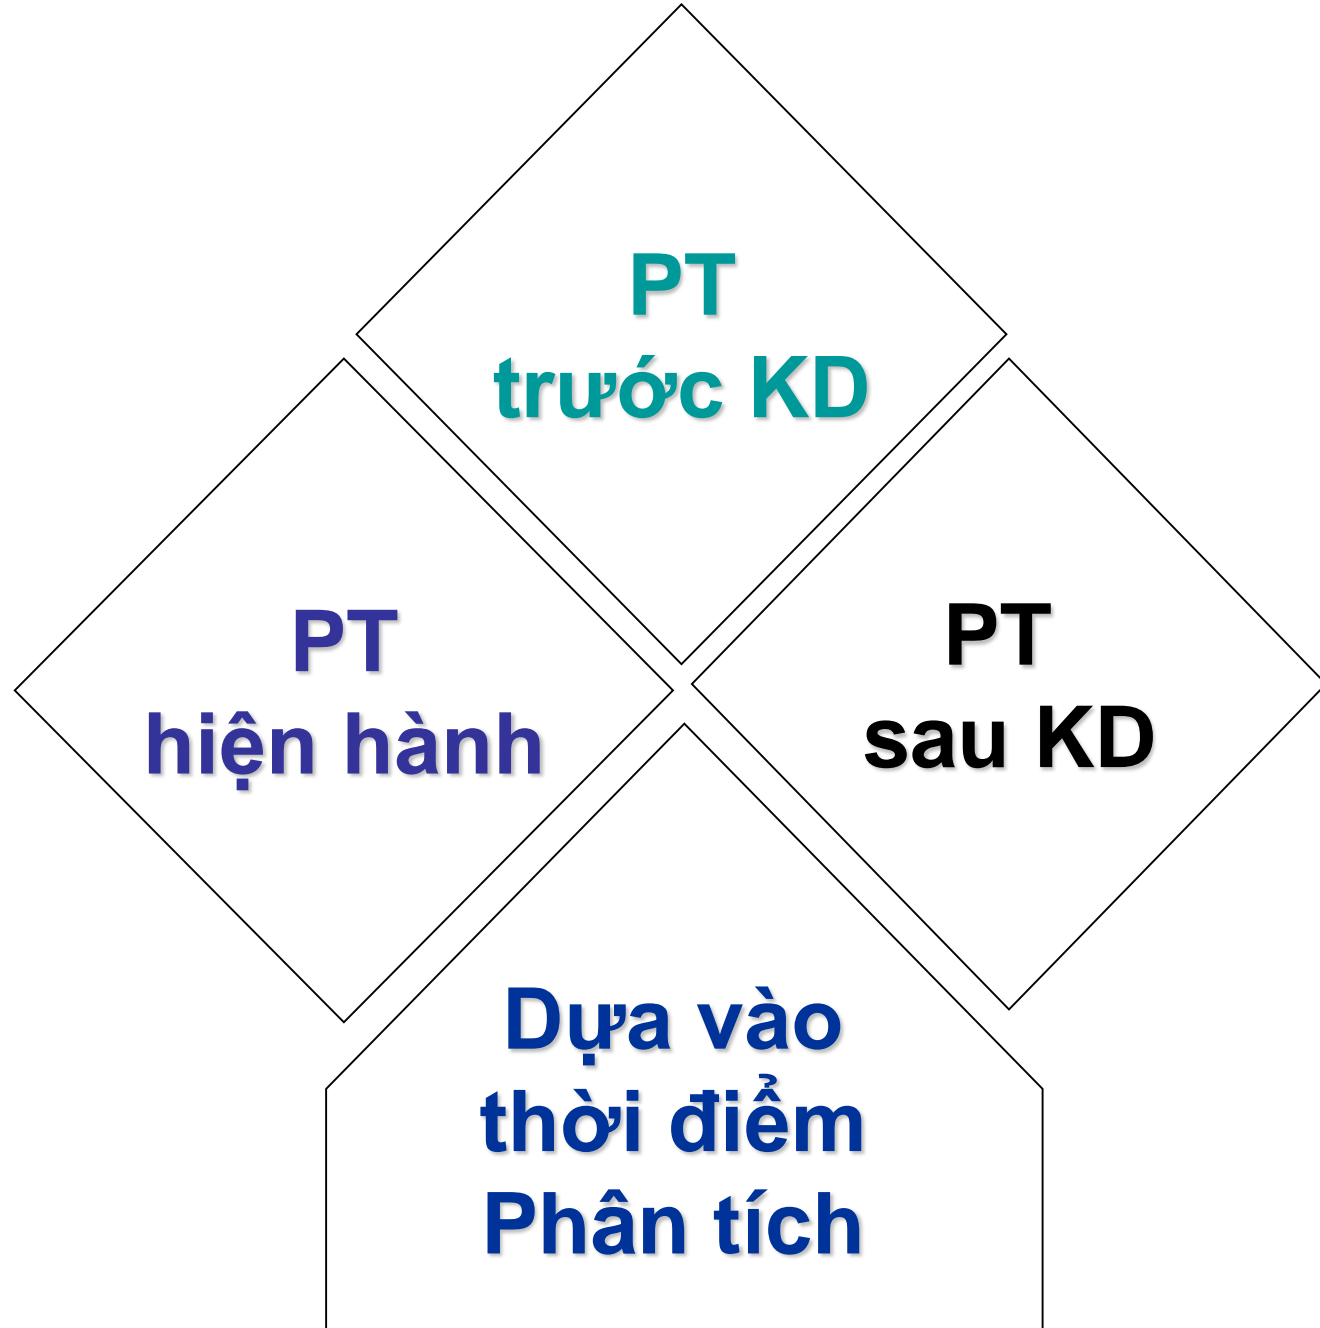 PT
trước KD
PT
hiện hành
PT
sau KD
Dựa vào
thời điểm
Phân tích